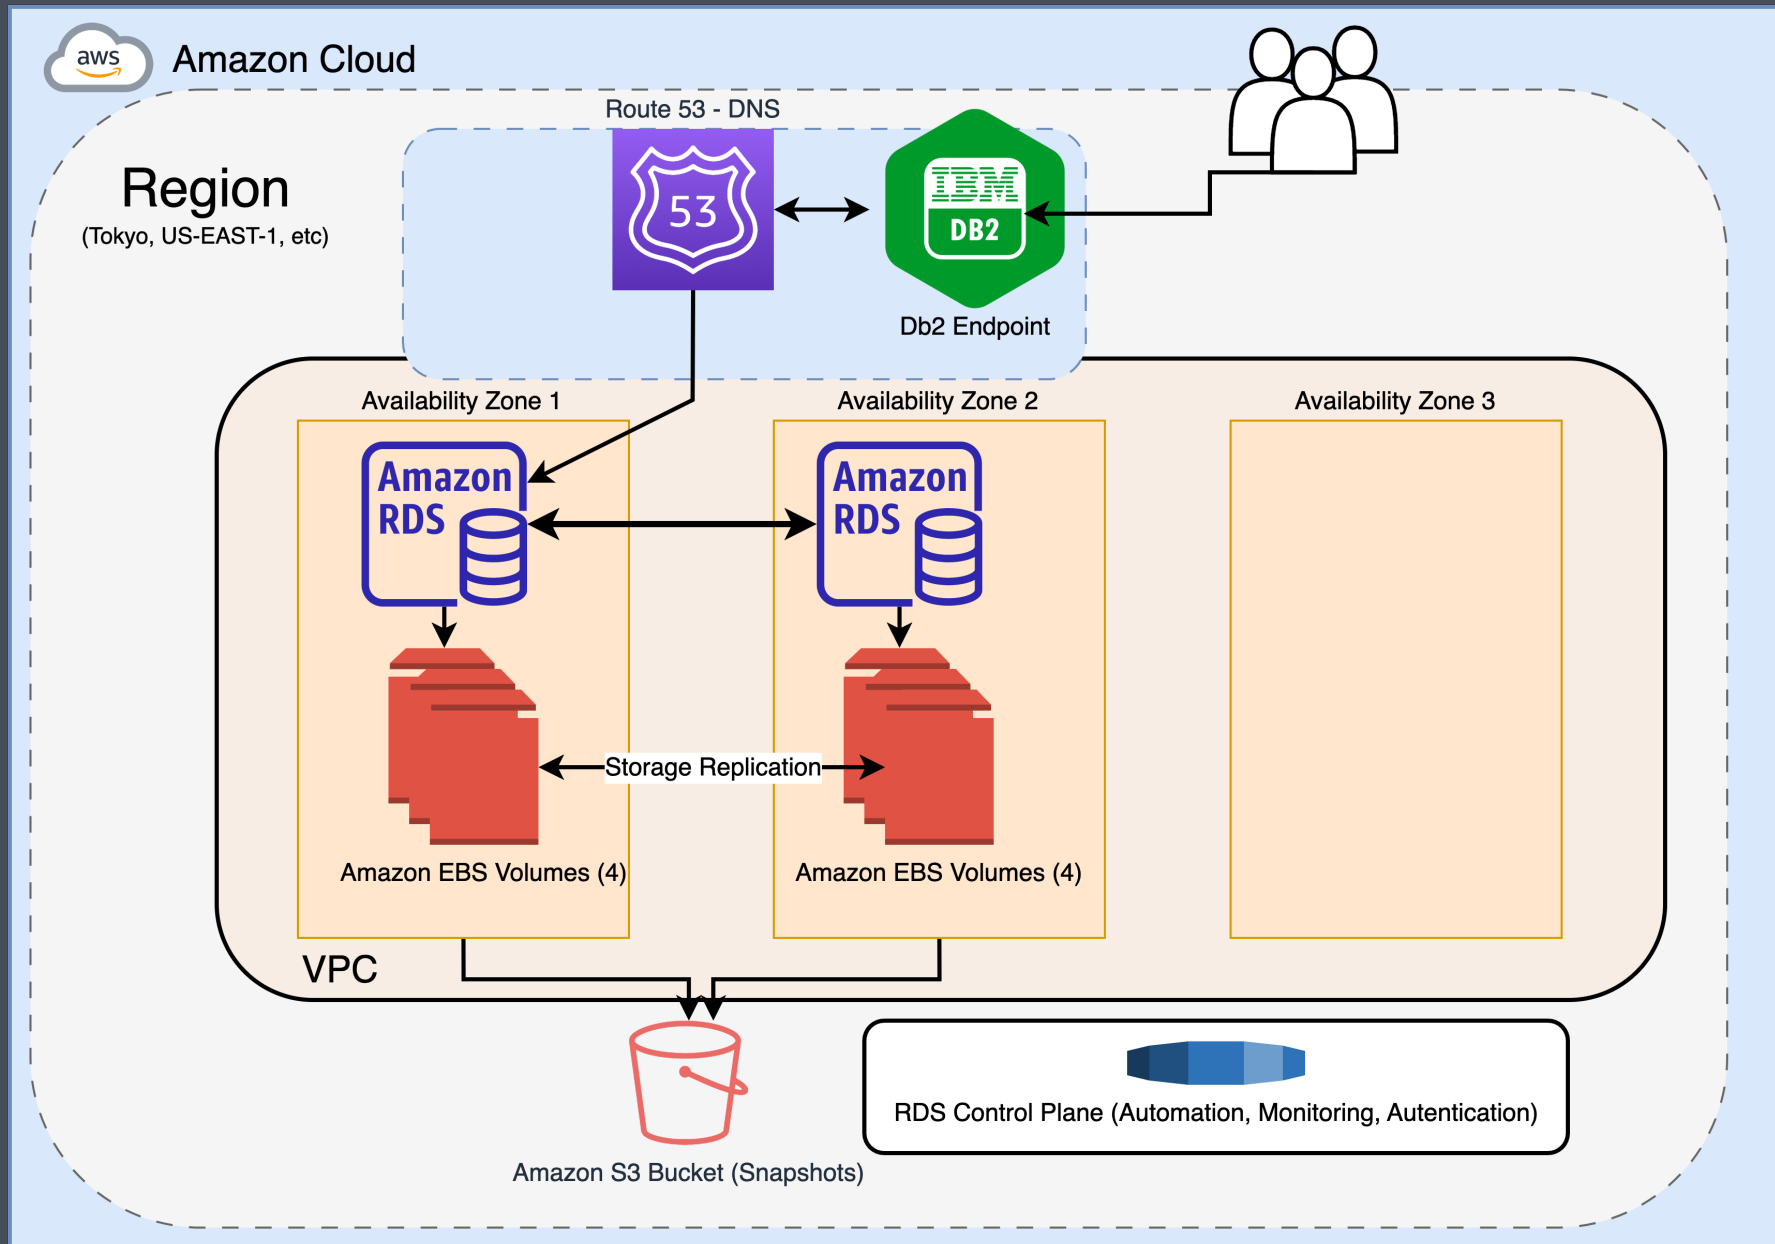 aws
Amazon Cloud
Route 53 - DNS
Region
(Tokyo, US-EAST-1, etc)
53
IBM
DB2
Db2 Endpoint
Availability Zone 1
Availability Zone 2
Availability Zone 3
Amazon
RDS
Amazon
RDS
Storage Replication
Amazon EBS Volumes (4)
Amazon EBS Volumes (4)
VPC
RDS Control Plane (Automation, Monitoring, Autentication)
Amazon S3 Bucket (Snapshots)